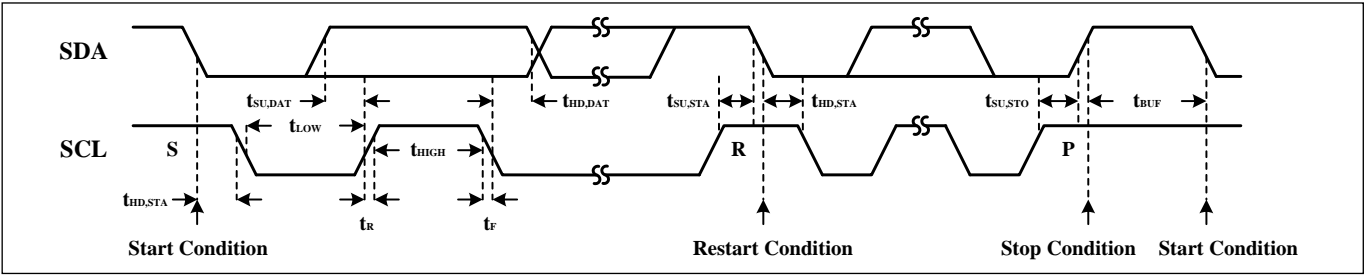 SDA
tSU,DAT
tHD,DAT
tSU,STA
tHD,STA
tSU,STO
tBUF
tLOW
SCL
S
tHIGH
R
P
tHD,STA
tR
tF
Start Condition
Restart Condition
Stop Condition
Start Condition